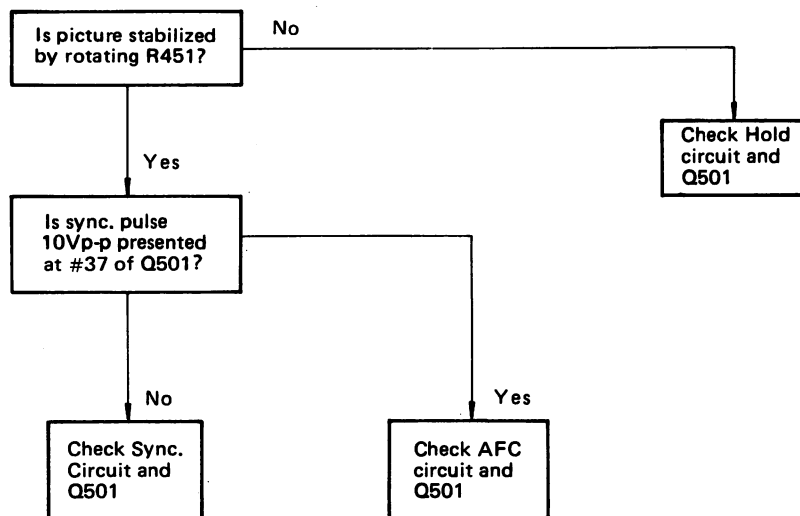 Is picture stabilized
by rotating R451?
No
Check Hold
circuit and
Q501
Yes
Is sync. pulse
10Vp-p presented
at #37 of Q501?
No
Yes
Check Sync.
Circuit and
Q501
Check AFC
circuit and
Q501